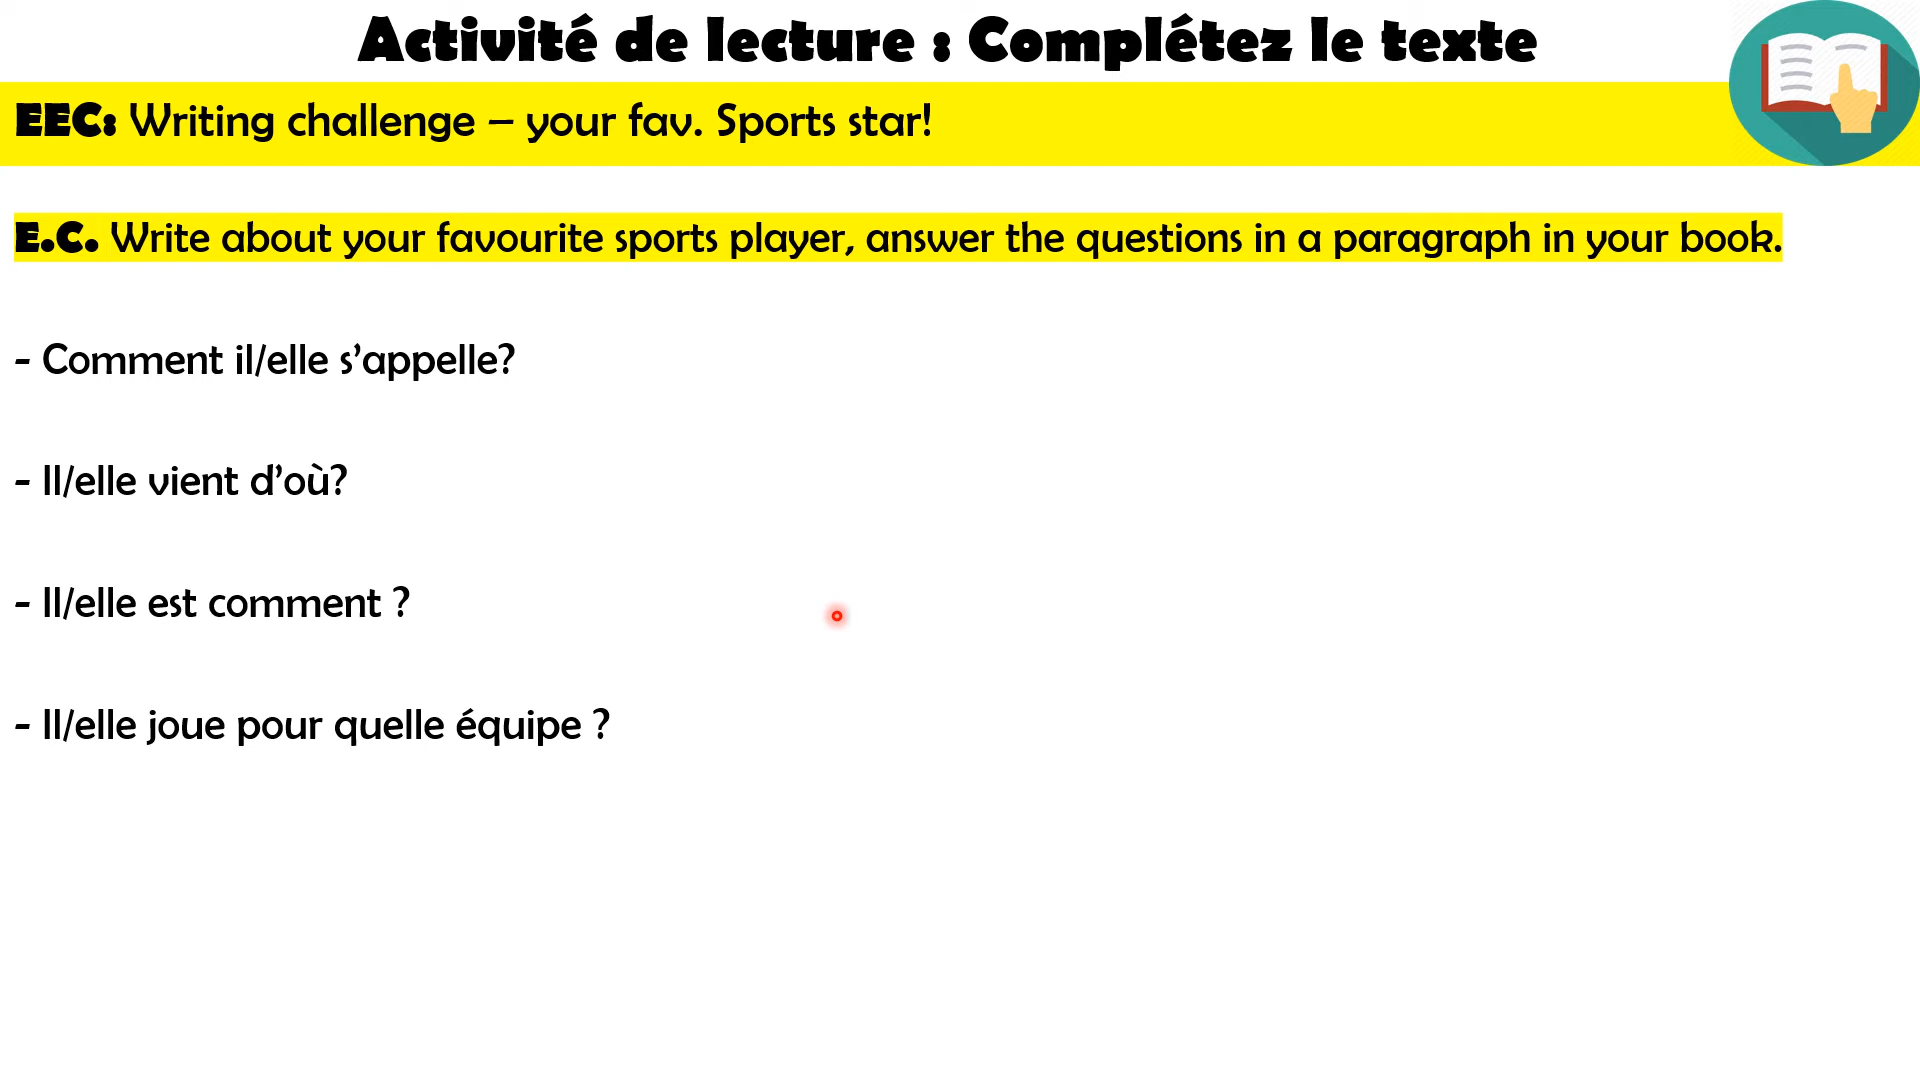 Activité de lecture : Complétez le texte
EEC: Writing challenge – your fav. Sports star!
E.C. Write about your favourite sports player, answer the questions in a paragraph in your book.
- Comment il/elle s’appelle?
- Il/elle vient d’où?
- Il/elle est comment ?
- Il/elle joue pour quelle équipe ?